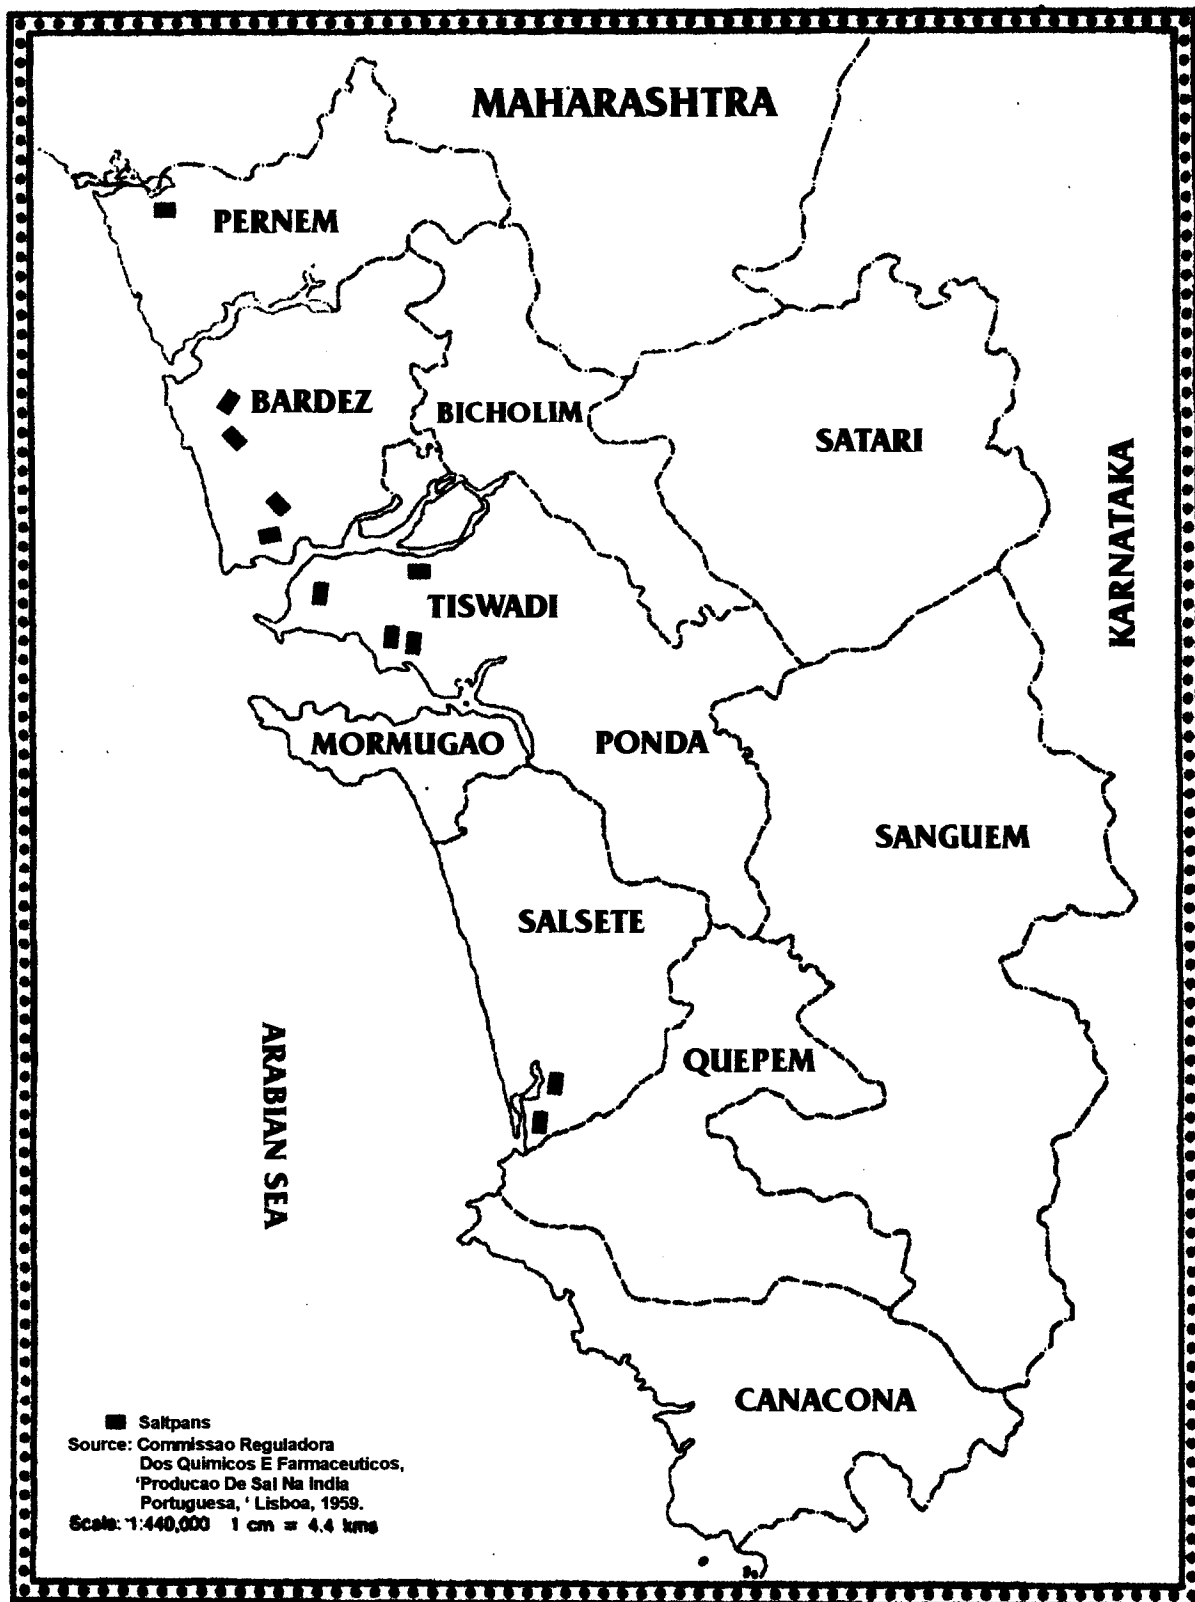 MAHARASHTRA
PERNEM
BARDEZ
BICHOLIM
SATARI
KARNATAKA
TISWADI
MORMUGAO
PONDA
SANGUEM
SALSETE
ARABIAN SEA
QUEPEM
CANACONA
Saltpans
Source: Commissao Reguladora
Dos Quimicos E Farmaceuticos,
'Producao De Sal Na India
Portuguesa, ' Lisboa, 1959.
Scale: 1:440,000 1 cm = 4.4 kms